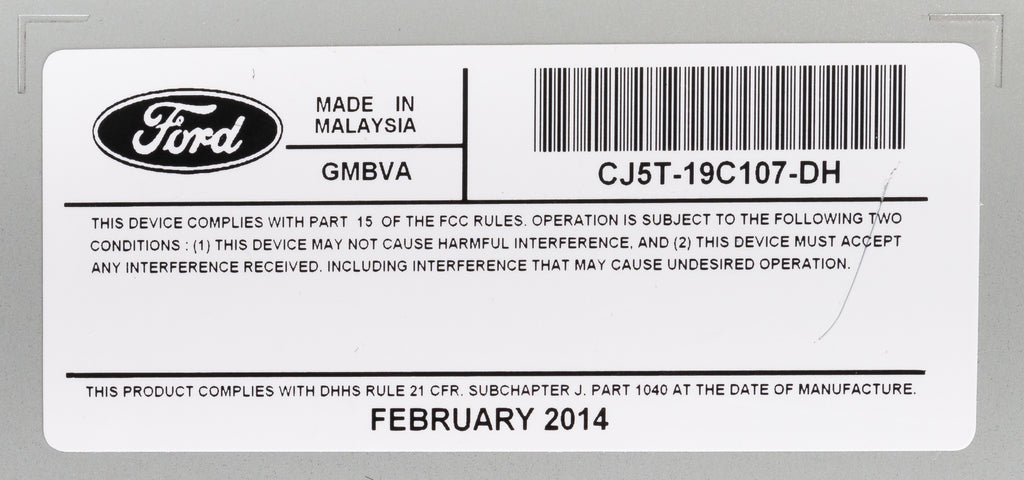 Ford
MADE IN
MALAYSIA
GMBVA
CJ5T-19C107-DH
THIS DEVICE COMPLIES WITH PART 15 OF THE FCC RULES. OPERATION IS SUBJECT TO THE FOLLOWING TWO
CONDITIONS : (1) THIS DEVICE MAY NOT CAUSE HARMFUL INTERFERENCE, AND (2) THIS DEVICE MUST ACCEPT
ANY INTERFERENCE RECEIVED. INCLUDING INTERFERENCE THAT MAY CAUSE UNDESIRED OPERATION.
THIS PRODUCT COMPLIES WITH DHHS RULE 21 CFR. SUBCHAPTER J. PART 1040 AT THE DATE OF MANUFACTURE.
FEBRUARY 2014